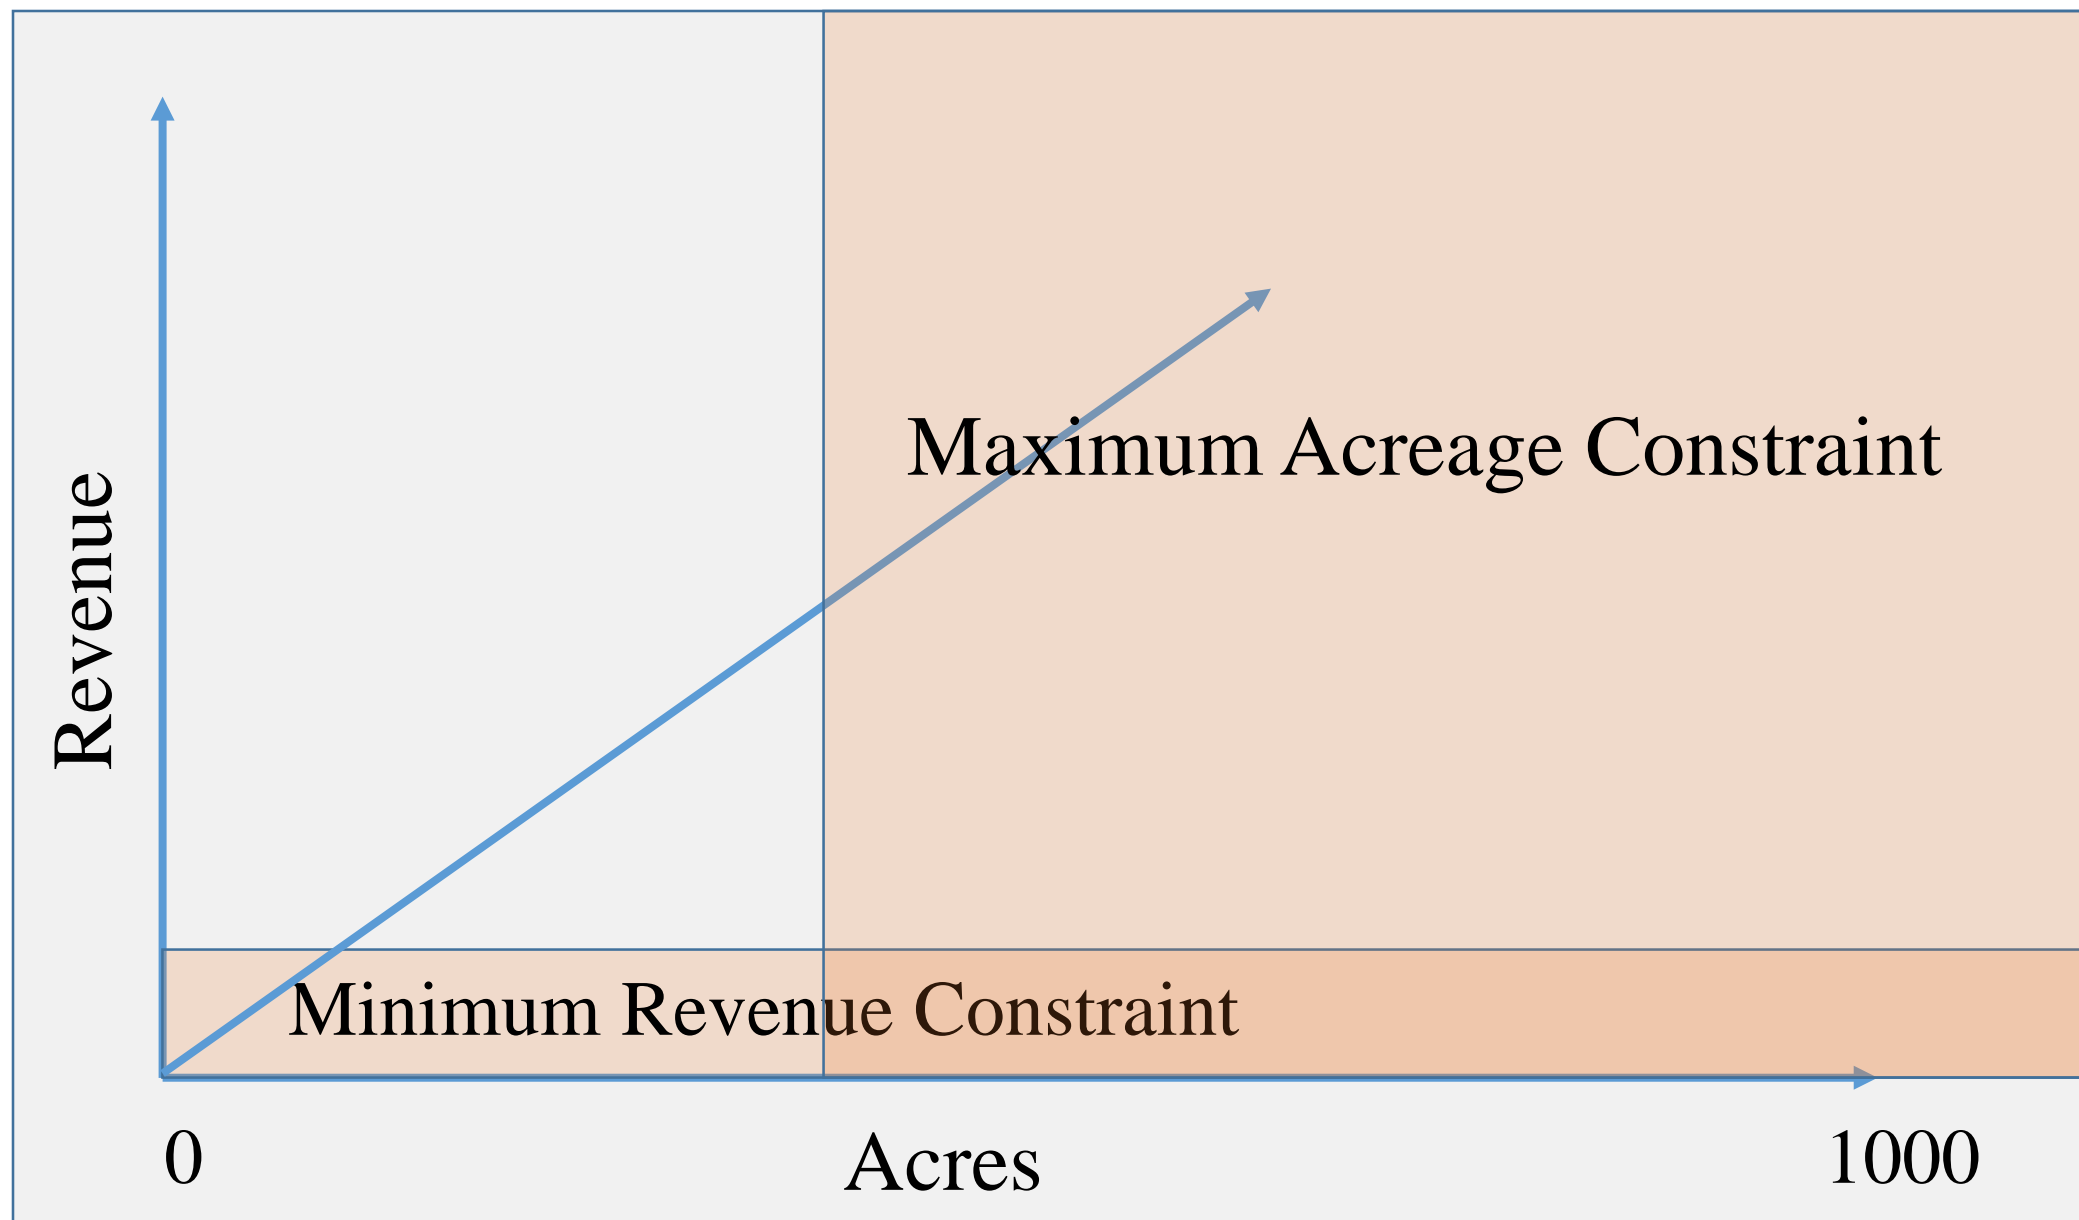 Revenue
Maximum Acreage Constraint
Minimum Revenue Constraint
0
Acres
1000